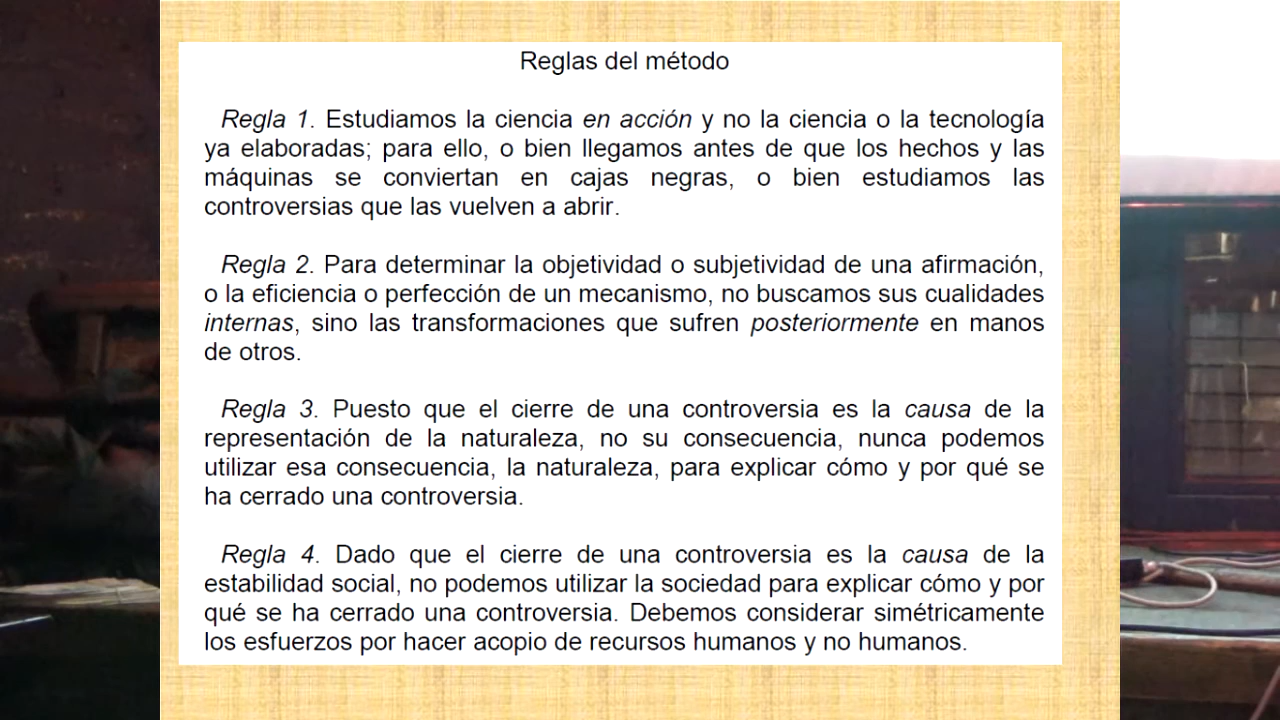 Reglas del método
Regla 1. Estudiamos la ciencia en acción y no la ciencia o la tecnología
ya elaboradas; para ello, o bien llegamos antes de que los hechos y las
máquinas se conviertan en cajas negras, o bien estudiamos las
controversias que las vuelven a abrir.
Regla 2. Para determinar la objetividad o subjetividad de una afirmación,
o la eficiencia o perfección de un mecanismo, no buscamos sus cualidades
internas, sino las transformaciones que sufren posteriormente en manos
de otros.
Regla 3. Puesto que el cierre de una controversia es la causa de la
representación de la naturaleza, no su consecuencia, nunca podemos
utilizar esa consecuencia, la naturaleza, para explicar cómo y por qué se
ha cerrado una controversia.
Regla 4. Dado que el cierre de una controversia es la causa de la
estabilidad social, no podemos utilizar la sociedad para explicar cómo y por
qué se ha cerrado una controversia. Debemos considerar simétricamente
los esfuerzos por hacer acopio de recursos humanos y no humanos.